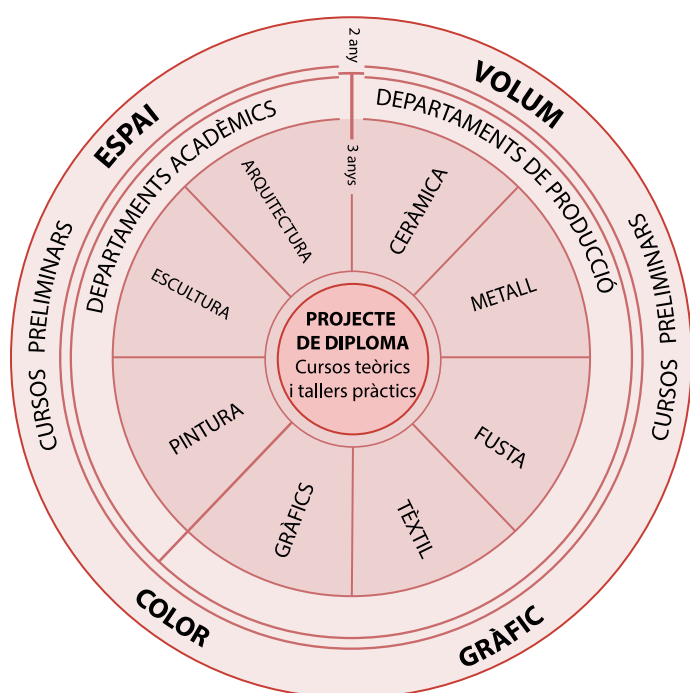 2 any
ESPAI
VOLUM
CURSOS PRELIMINARS
CURSOS PRELIMINARS
COLOR
GRÀFIC
DEPARTAMENTS ACADÈMICS
DEPARTAMENTS DE PRODUCCIÓ
3 anys
ARQUITECTURA
CERÀMICA
ESCULTURA
METALL
PINTURA
FUSTA
GRÀFICS
TÈXTIL
PROJECTE
DE DIPLOMA
Cursos teòrics
i tallers pràctics